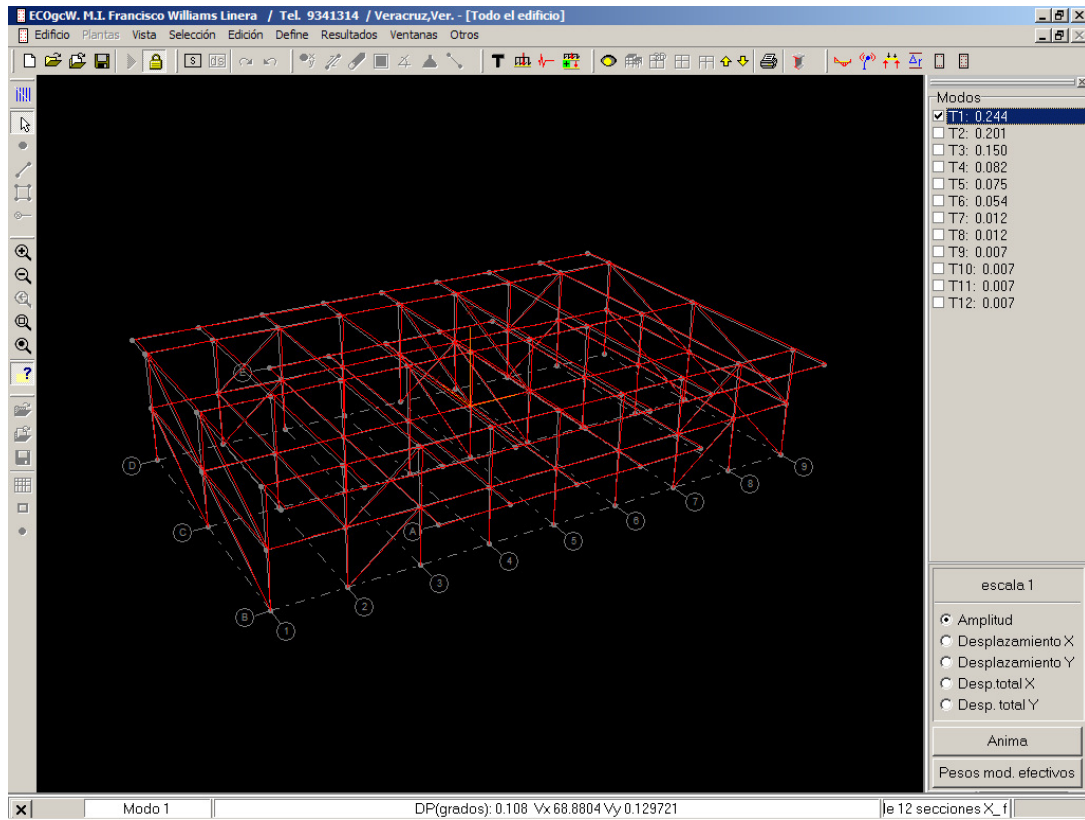 ECOgcW. M.I. Francisco Williams Linera / Tel. 9341314 / Veracruz,Ver. - [Todo el edificio]
Edificio Plantas Vista Selección Edición Define Resultados Ventanas Otros
Modos
T1: 0.244
T2: 0.201
T3: 0.150
T4: 0.082
T5: 0.075
T6: 0.054
T7: 0.012
T8: 0.012
T9: 0.007
T10: 0.007
T11: 0.007
T12: 0.007
E
D
C
B
A
1
2
3
4
5
6
7
8
9
escala 1
Amplitud
Desplazamiento X
Desplazamiento Y
Desp.total X
Desp. total Y
Anima
Pesos mod. efectivos
Modo 1
DP(grados): 0.108 Vx 68.8804 Vy 0.129721
le 12 secciones X_f